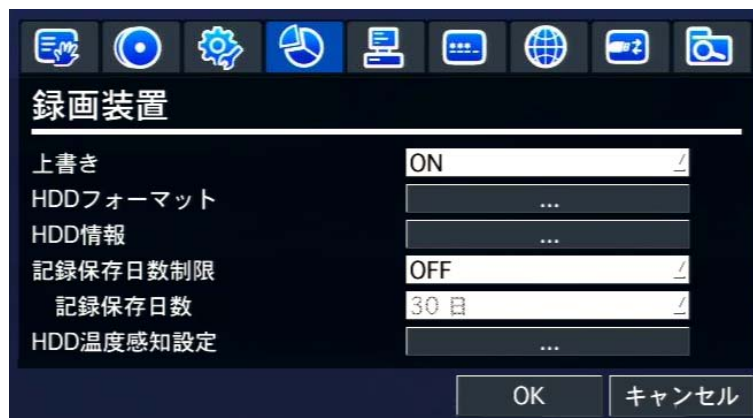 録画装置
上書き ON
HDDフォーマット ...
HDD情報 ...
記録保存日数制限 OFF
記録保存日数 30 日
HDD温度感知設定 ...
OK キャンセル